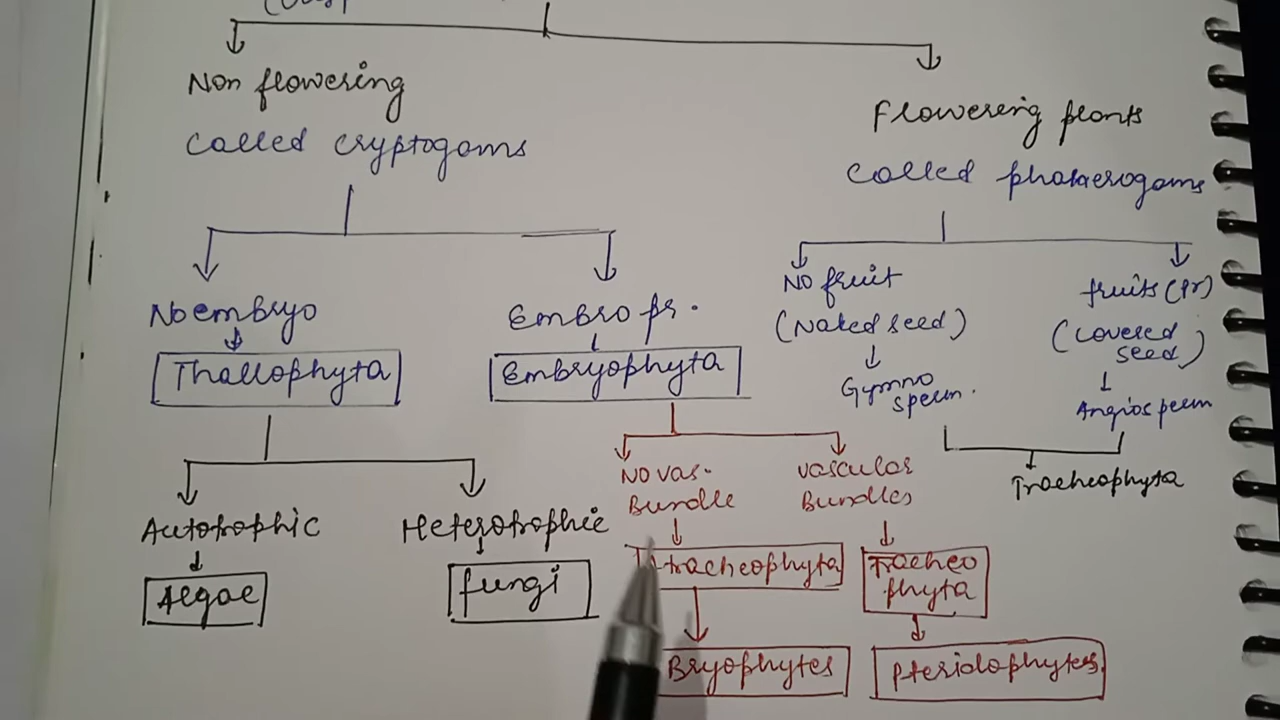 Non flowering
called cryptogams
Flowering plants
called phanerogams
No embryo
Thallophyta
Embro pr.
Embryophyta
No fruit
(Naked seed)
Gymno
sperm.
fruits (Pr)
(covered
seed)
Angiosperm
Tracheophyta
Autotrophic
Algae
Heterotrophic
fungi
No vas.
Bundle
Bryophytes
vascular
Bundles
Tracheo
phyta
Pteridophytes